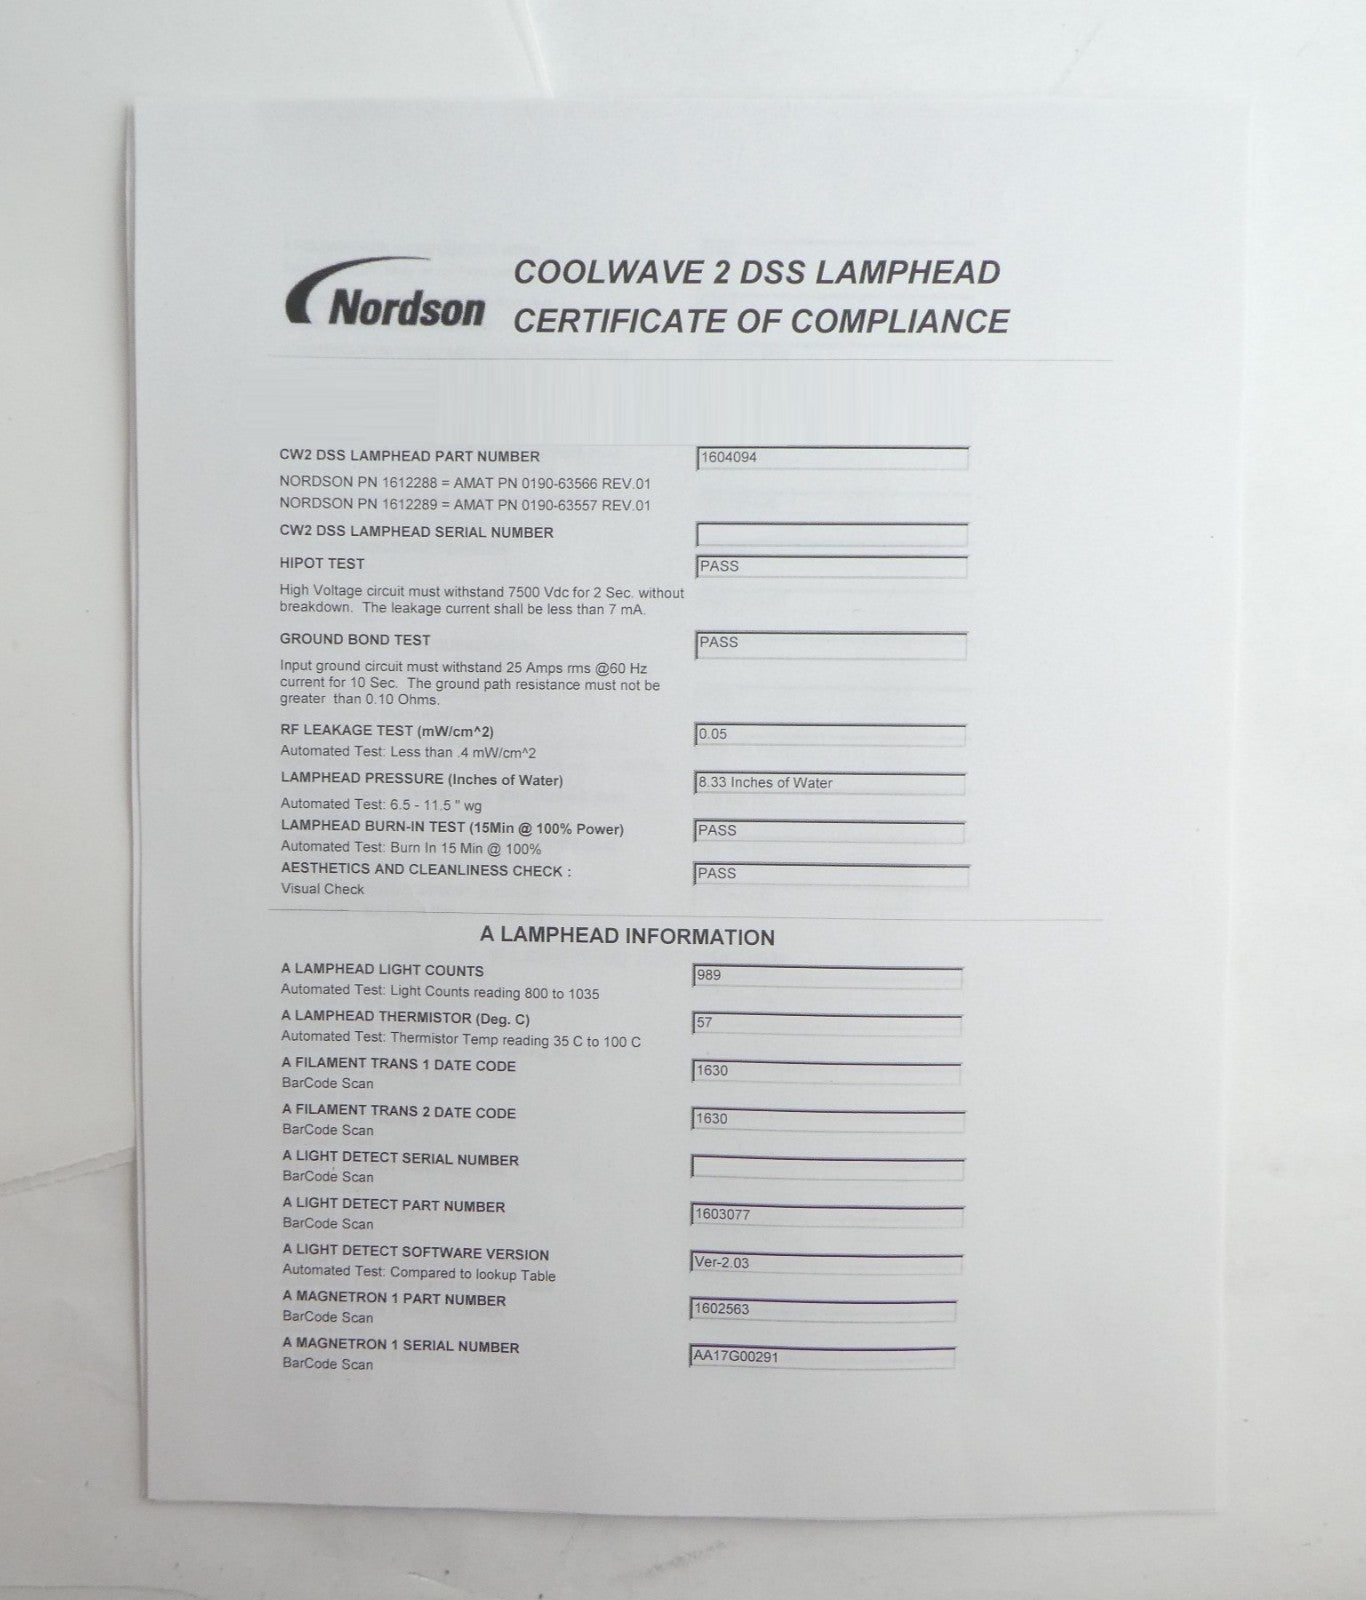 Nordson
COOLWAVE 2 DSS LAMPHEAD
CERTIFICATE OF COMPLIANCE
CW2 DSS LAMPHEAD PART NUMBER 1604094
NORDSON PN 1612288 = AMAT PN 0190-63566 REV.01
NORDSON PN 1612289 = AMAT PN 0190-63557 REV.01
CW2 DSS LAMPHEAD SERIAL NUMBER
HIPOT TEST PASS
High Voltage circuit must withstand 7500 Vdc for 2 Sec. without
breakdown. The leakage current shall be less than 7 mA.
GROUND BOND TEST PASS
Input ground circuit must withstand 25 Amps rms @60 Hz
current for 10 Sec. The ground path resistance must not be
greater than 0.10 Ohms.
RF LEAKAGE TEST (mW/cm^2) 0.05
Automated Test: Less than .4 mW/cm^2
LAMPHEAD PRESSURE (Inches of Water) 8.33 Inches of Water
Automated Test: 6.5 - 11.5 " wg
LAMPHEAD BURN-IN TEST (15Min @ 100% Power) PASS
Automated Test: Burn In 15 Min @ 100%
AESTHETICS AND CLEANLINESS CHECK : PASS
Visual Check
A LAMPHEAD INFORMATION
A LAMPHEAD LIGHT COUNTS 989
Automated Test: Light Counts reading 800 to 1035
A LAMPHEAD THERMISTOR (Deg. C) 57
Automated Test: Thermistor Temp reading 35 C to 100 C
A FILAMENT TRANS 1 DATE CODE 1630
BarCode Scan
A FILAMENT TRANS 2 DATE CODE 1630
BarCode Scan
A LIGHT DETECT SERIAL NUMBER
BarCode Scan
A LIGHT DETECT PART NUMBER 1603077
BarCode Scan
A LIGHT DETECT SOFTWARE VERSION Ver-2.03
Automated Test: Compared to lookup Table
A MAGNETRON 1 PART NUMBER 1602563
BarCode Scan
A MAGNETRON 1 SERIAL NUMBER AA17G00291
BarCode Scan